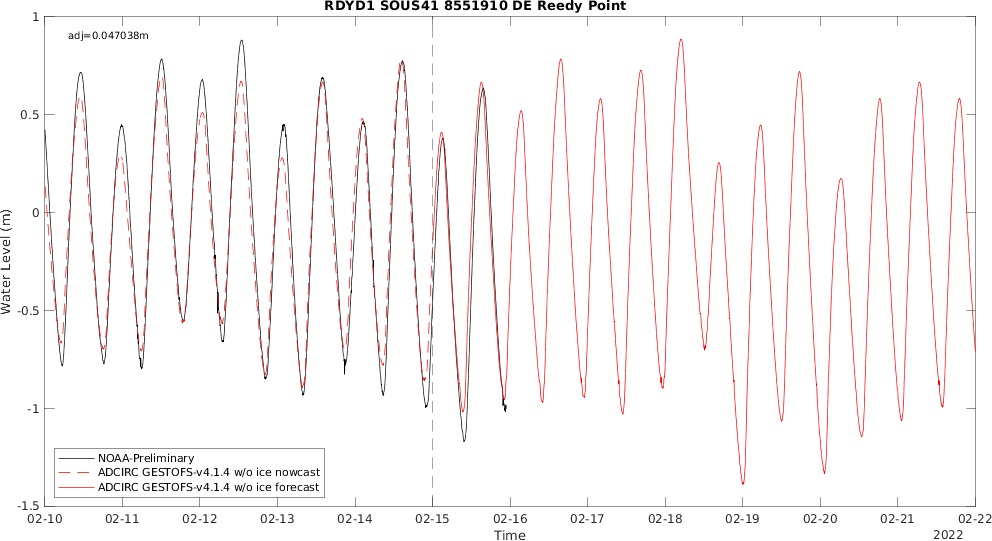 RDYD1 SOUS41 8551910 DE Reedy Point
adj=0.047038m
1
0.5
0
-0.5
-1
-1.5
Water Level (m)
NOAA-Preliminary
ADCIRC GESTOFS-v4.1.4 w/o ice nowcast
ADCIRC GESTOFS-v4.1.4 w/o ice forecast
02-10 02-11 02-12 02-13 02-14 02-15 02-16 02-17 02-18 02-19 02-20 02-21 02-22
Time
2022